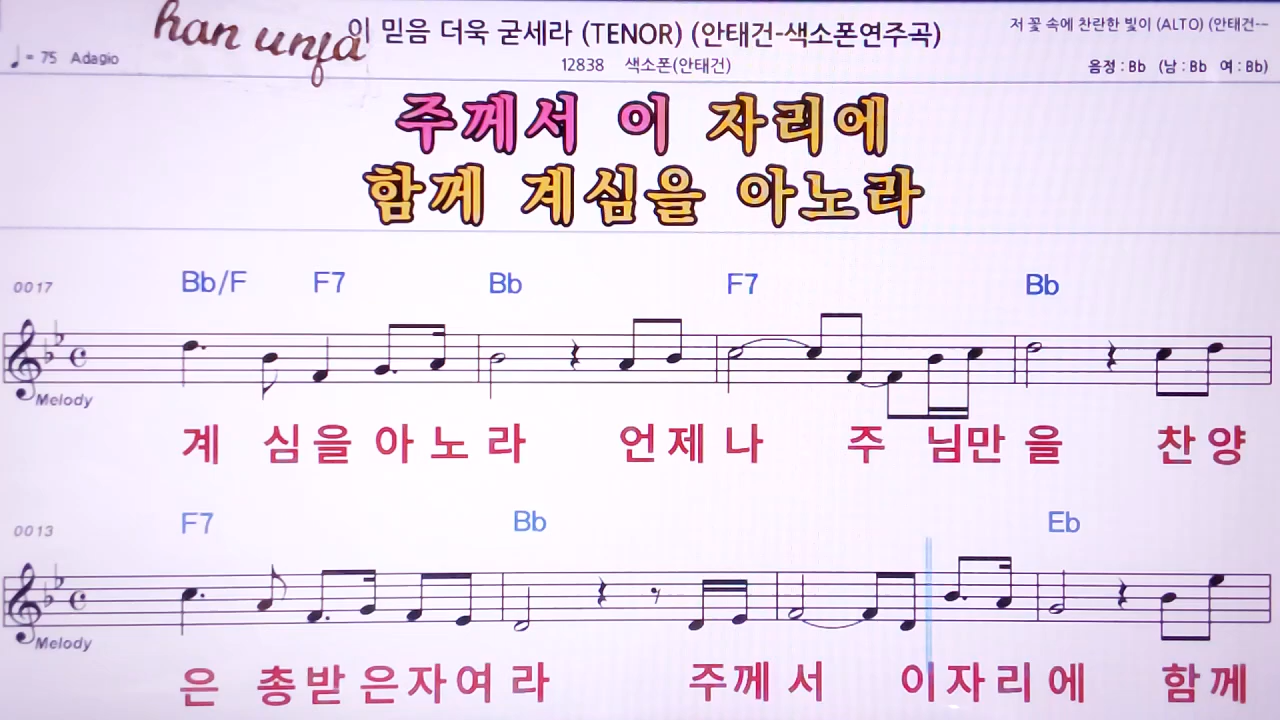 han unfa
이 믿음 더욱 굳세라 (TENOR) (안태건-색소폰연주곡)
저 꽃 속에 찬란한 빛이 (ALTO) (안태건--
♩= 75 Adagio
12838 색소폰(안태건)
음정 : Bb (남 : Bb 여 : Bb)
주께서 이 자리에
함께 계심을 아노라
0017 Bb/F F7 Bb F7 Bb
Melody
계 심을 아 노 라 언제 나 주 님만 을 찬 양
0013 F7 Bb Eb
Melody
은 총받 은자여 라 주께 서 이자리 에 함 께